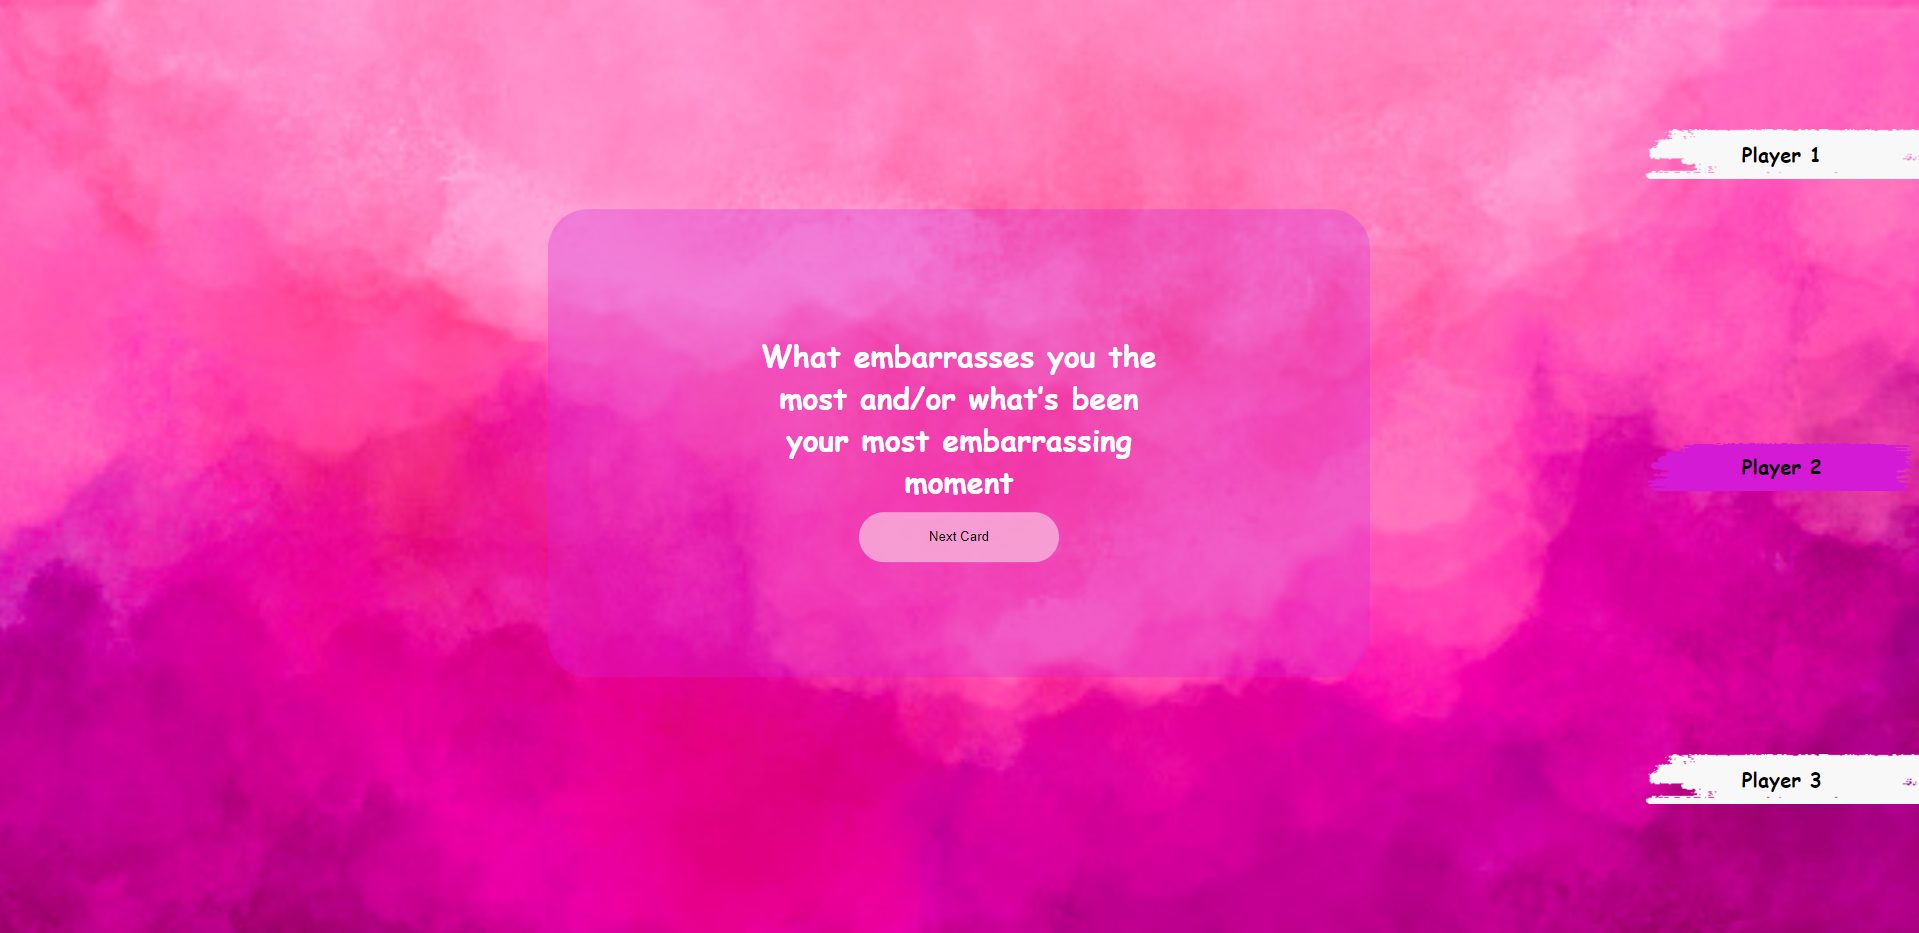 Player 1
What embarrasses you the
most and/or what's been
your most embarrassing
moment
Next Card
Player 2
Player 3